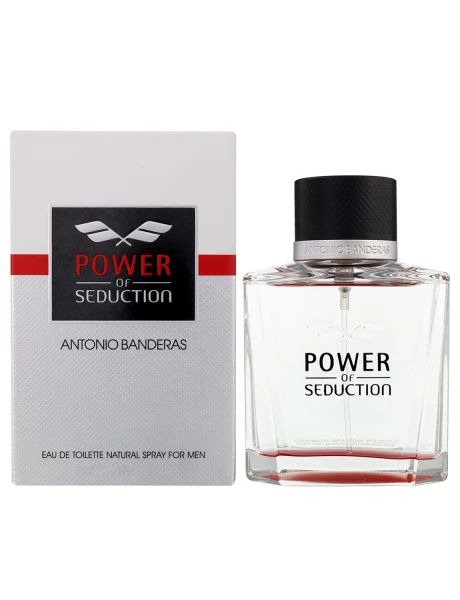 POWER
OF
SEDUCTION
ANTONIO BANDERAS
EAU DE TOILETTE NATURAL SPRAY FOR MEN
ANTONIO BANDERAS
POWER
OF
SEDUCTION